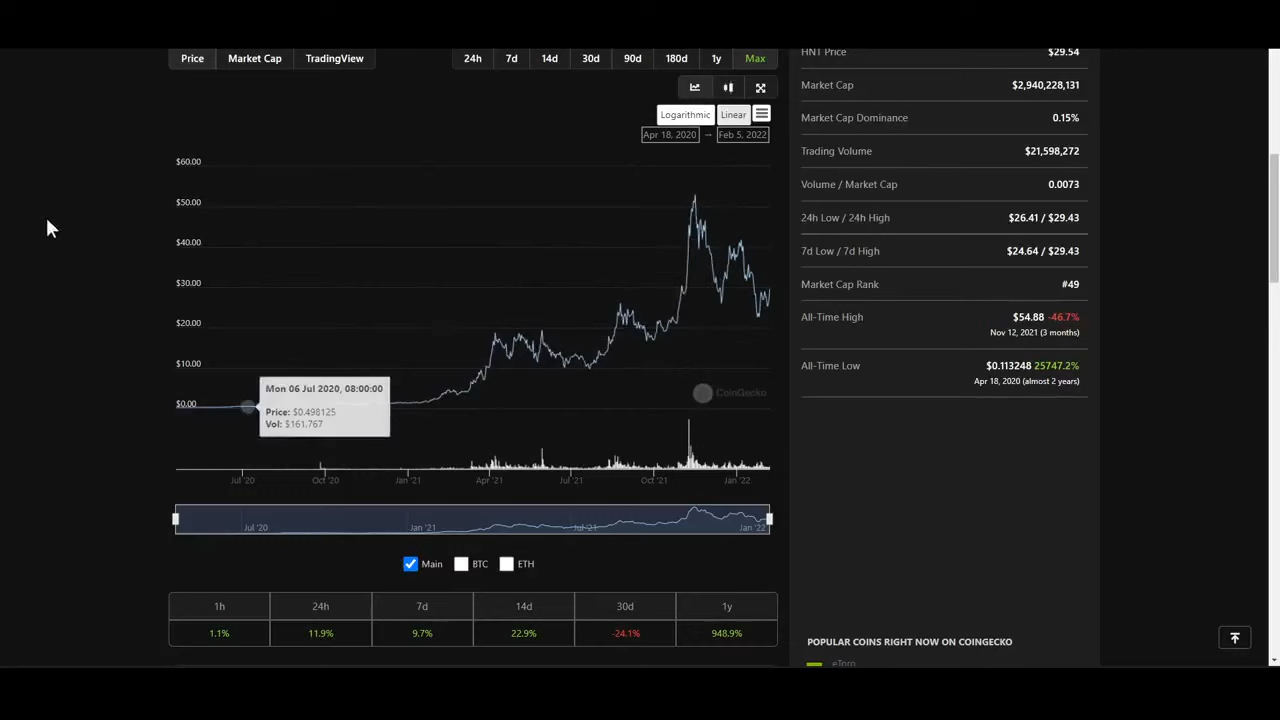 Price Market Cap TradingView 24h 7d 14d 30d 90d 180d 1y Max
Logarithmic Linear
Apr 18, 2020 → Feb 5, 2022
$60.00
$50.00
$40.00
$30.00
$20.00
$10.00
$0.00
Mon 06 Jul 2020, 08:00:00
Price: $0.498125
Vol: $161.767
CoinGecko
Jul '20 Oct '20 Jan '21 Apr '21 Jul '21 Oct '21 Jan '22
Jul '20 Jan '21 Jul '21 Jan '22
Main BTC ETH
1h 24h 7d 14d 30d 1y
1.1% 11.9% 9.7% 22.9% -24.1% 948.9%
HNT Price $29.54
Market Cap $2,940,228,131
Market Cap Dominance 0.15%
Trading Volume $21,598,272
Volume / Market Cap 0.0073
24h Low / 24h High $26.41 / $29.43
7d Low / 7d High $24.64 / $29.43
Market Cap Rank #49
All-Time High $54.88 -46.7%
Nov 12, 2021 (3 months)
All-Time Low $0.113248 25747.2%
Apr 18, 2020 (almost 2 years)
POPULAR COINS RIGHT NOW ON COINGECKO
eToro